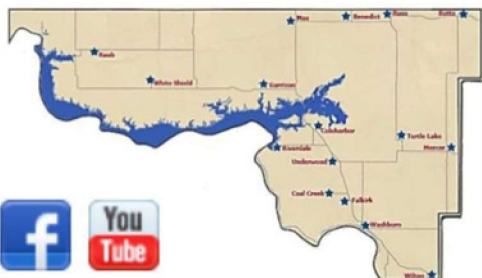 Max
Benedict
Ruso
Butte
Raub
White Shield
Garrison
Coleharbor
Turtle Lake
Riverdale
Mercer
Underwood
Coal Creek
Falkirk
Washburn
Wilton
f
You
Tube